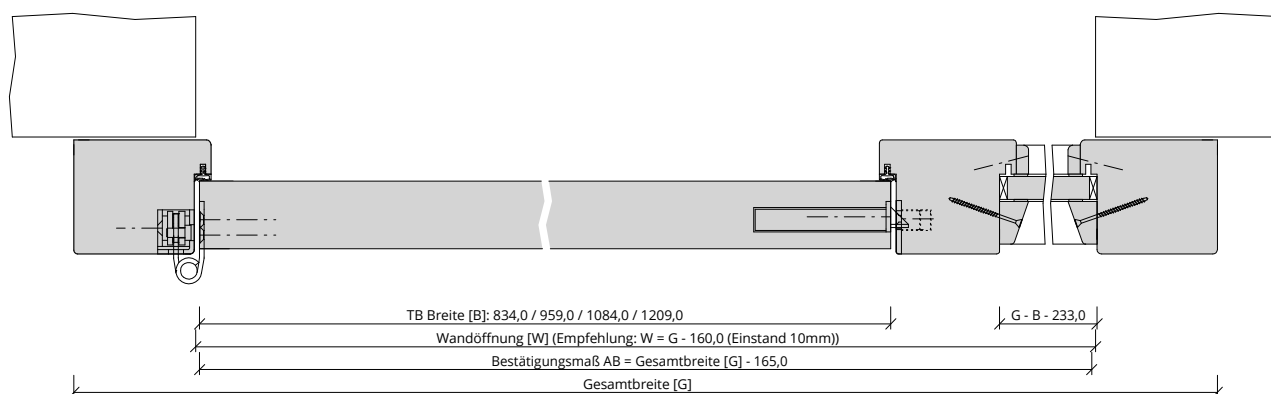 TB Breite [B]: 834,0 / 959,0 / 1084,0 / 1209,0
G - B - 233,0
Wandöffnung [W] (Empfehlung: W = G - 160,0 (Einstand 10mm))
Bestätigungsmaß AB = Gesamtbreite [G] - 165,0
Gesamtbreite [G]